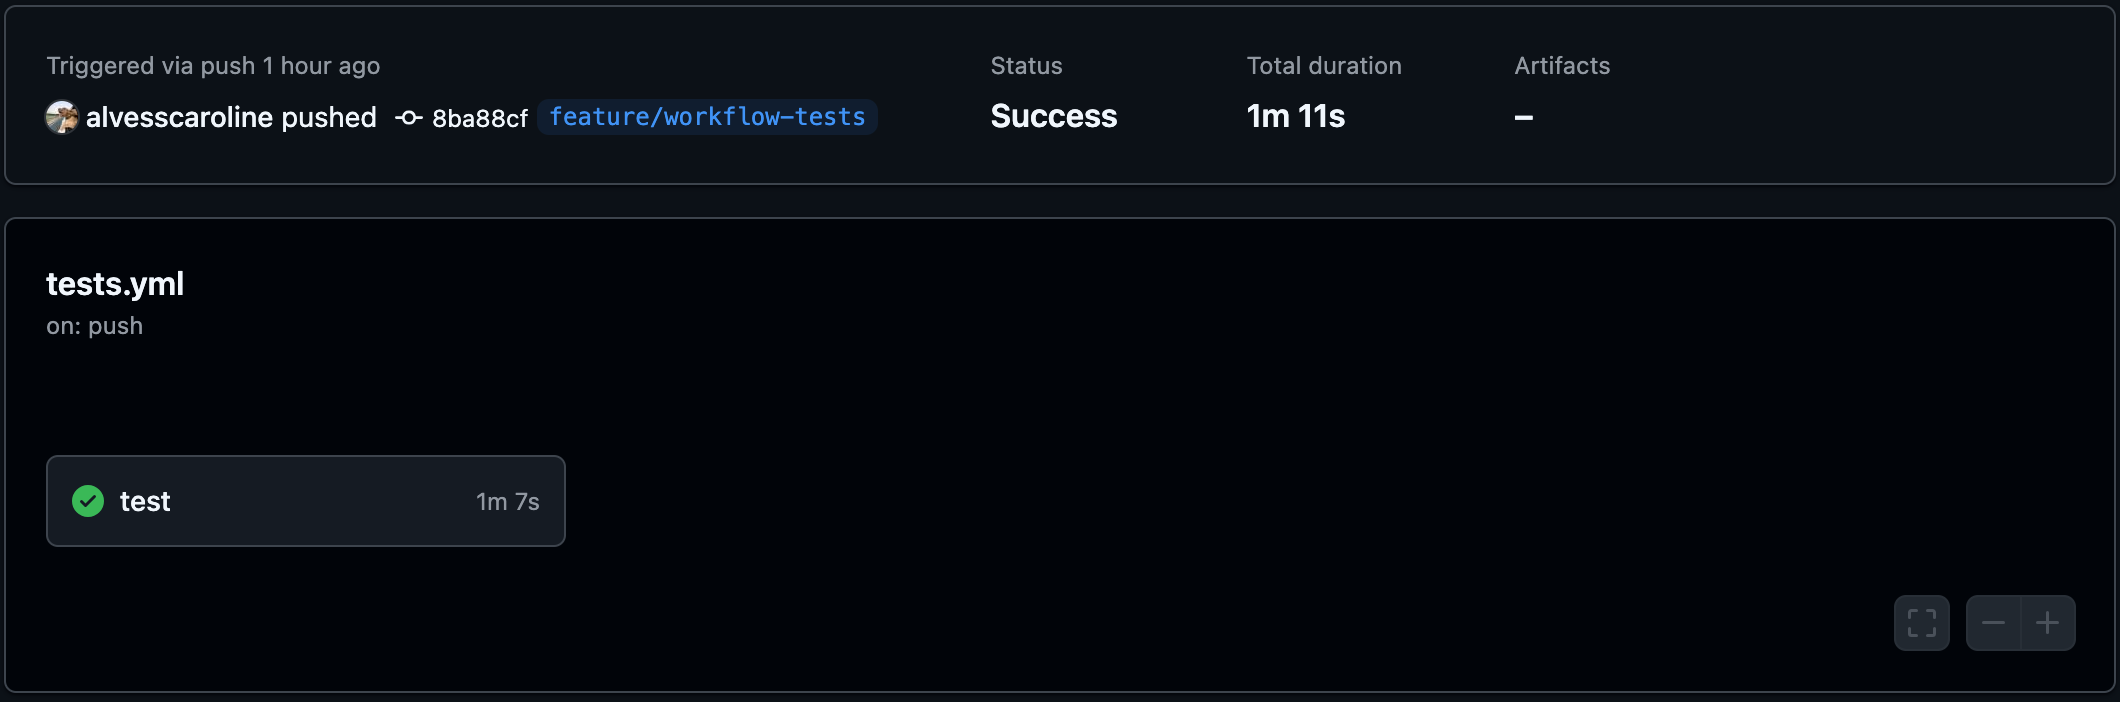 Triggered via push 1 hour ago
alvesscaroline pushed 8ba88cf feature/workflow-tests
Status
Success
Total duration
1m 11s
Artifacts
–
tests.yml
on: push
test 1m 7s